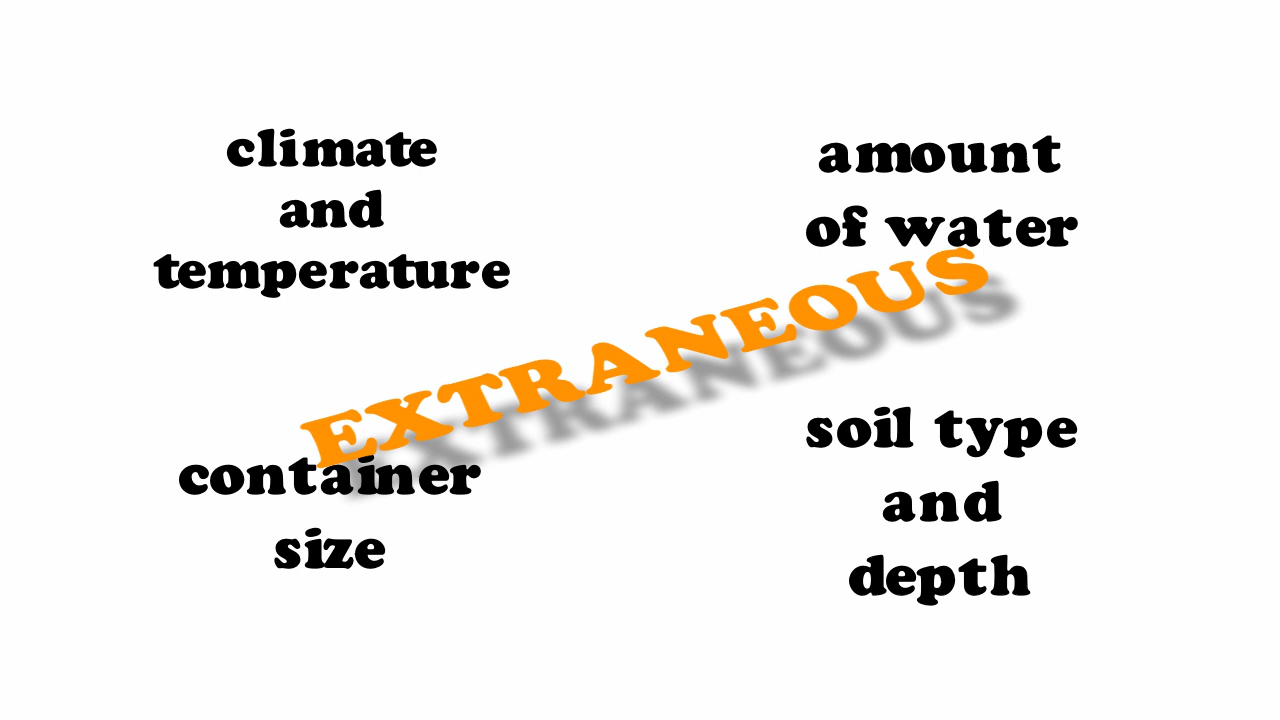 climate
and
temperature
amount
of water
EXTRANEOUS
container
size
soil type
and
depth